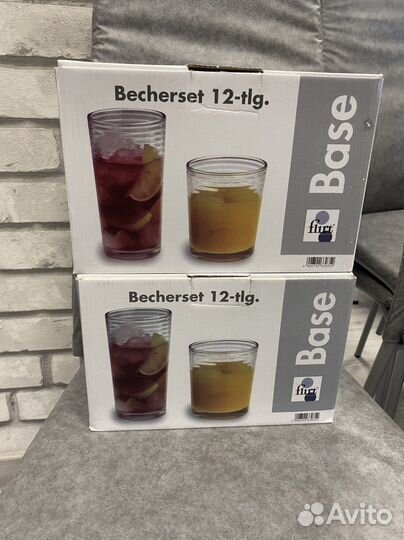 Becherset 12-tlg.
Base
flirt
Becherset 12-tlg.
Base
flirt
Avito